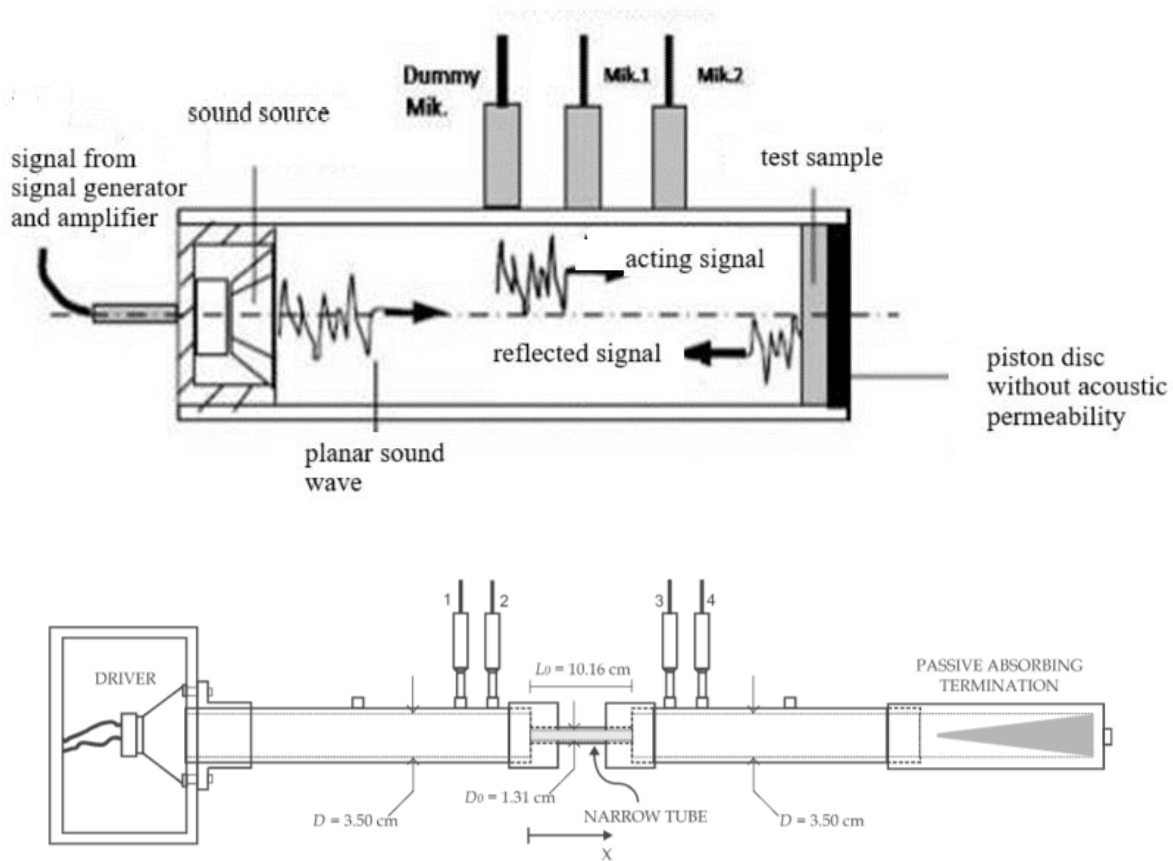 Dummy
Mik.
Mik.1
Mik.2
sound source
signal from
signal generator
and amplifier
test sample
acting signal
reflected signal
piston disc
without acoustic
permeability
planar sound
wave
1
2
3
4
L0 = 10.16 cm
DRIVER
PASSIVE ABSORBING
TERMINATION
D0 = 1.31 cm
D = 3.50 cm
NARROW TUBE
D = 3.50 cm
X